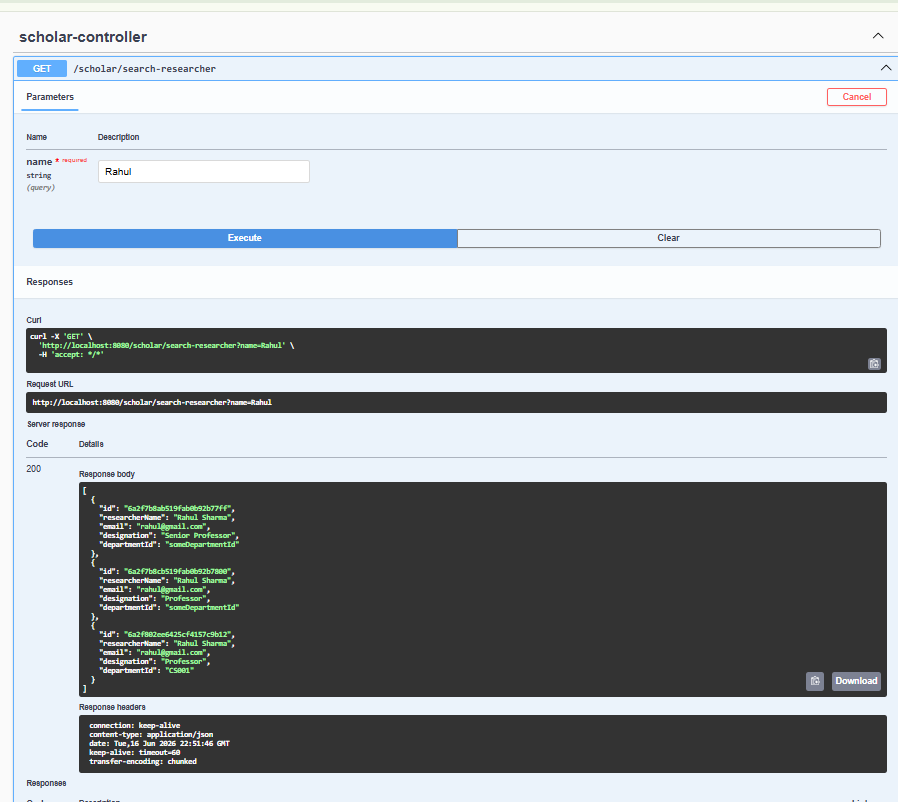 scholar-controller
GET /scholar/search-researcher
Parameters
Cancel
Name Description
name * required
string
(query)
Rahul
Execute Clear
Responses
Curl
curl -X 'GET' \
'http://localhost:8080/scholar/search-researcher?name=Rahul' \
-H 'accept: */*'
Request URL
http://localhost:8080/scholar/search-researcher?name=Rahul
Server response
Code Details
200
Response body
[
{
"id": "6a2f7b8ab519fab0b92b77ff",
"researcherName": "Rahul Sharma",
"email": "rahul@gmail.com",
"designation": "Senior Professor",
"departmentId": "someDepartmentId"
},
{
"id": "6a2f7b8cb519fab0b92b7800",
"researcherName": "Rahul Sharma",
"email": "rahul@gmail.com",
"designation": "Professor",
"departmentId": "someDepartmentId"
},
{
"id": "6a2f802ee6425cf4157c9b12",
"researcherName": "Rahul Sharma",
"email": "rahul@gmail.com",
"designation": "Professor",
"departmentId": "CS001"
}
]
Download
Response headers
connection: keep-alive
content-type: application/json
date: Tue,16 Jun 2026 22:51:46 GMT
keep-alive: timeout=60
transfer-encoding: chunked
Responses